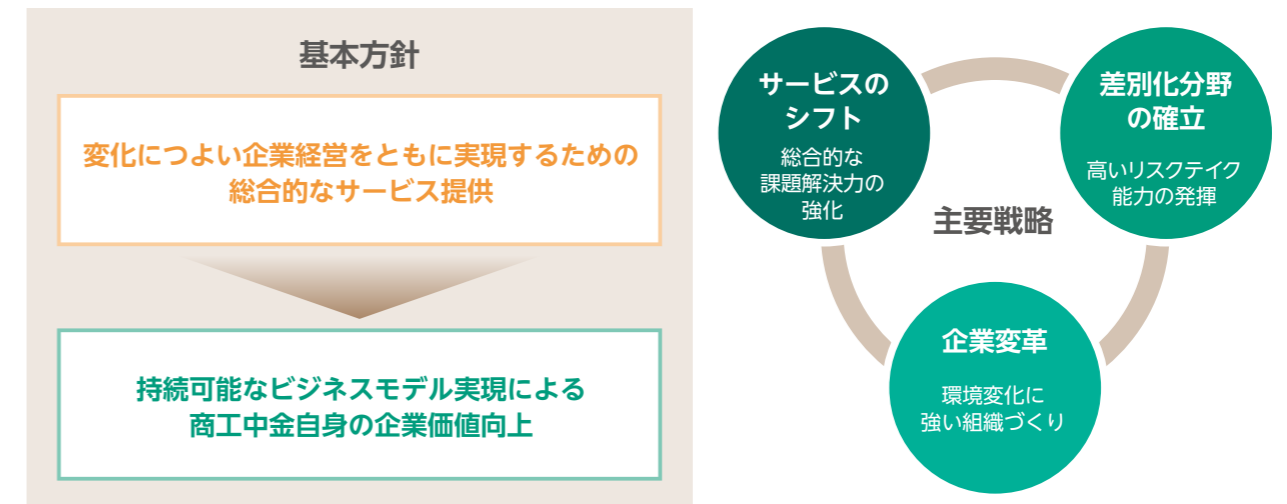 基本方針
変化につよい企業経営をともに実現するための
総合的なサービス提供
持続可能なビジネスモデル実現による
商工中金自身の企業価値向上
サービスの
シフト
総合的な
課題解決力の
強化
差別化分野
の確立
高いリスクテイク
能力の発揮
主要戦略
企業変革
環境変化に
強い組織づくり